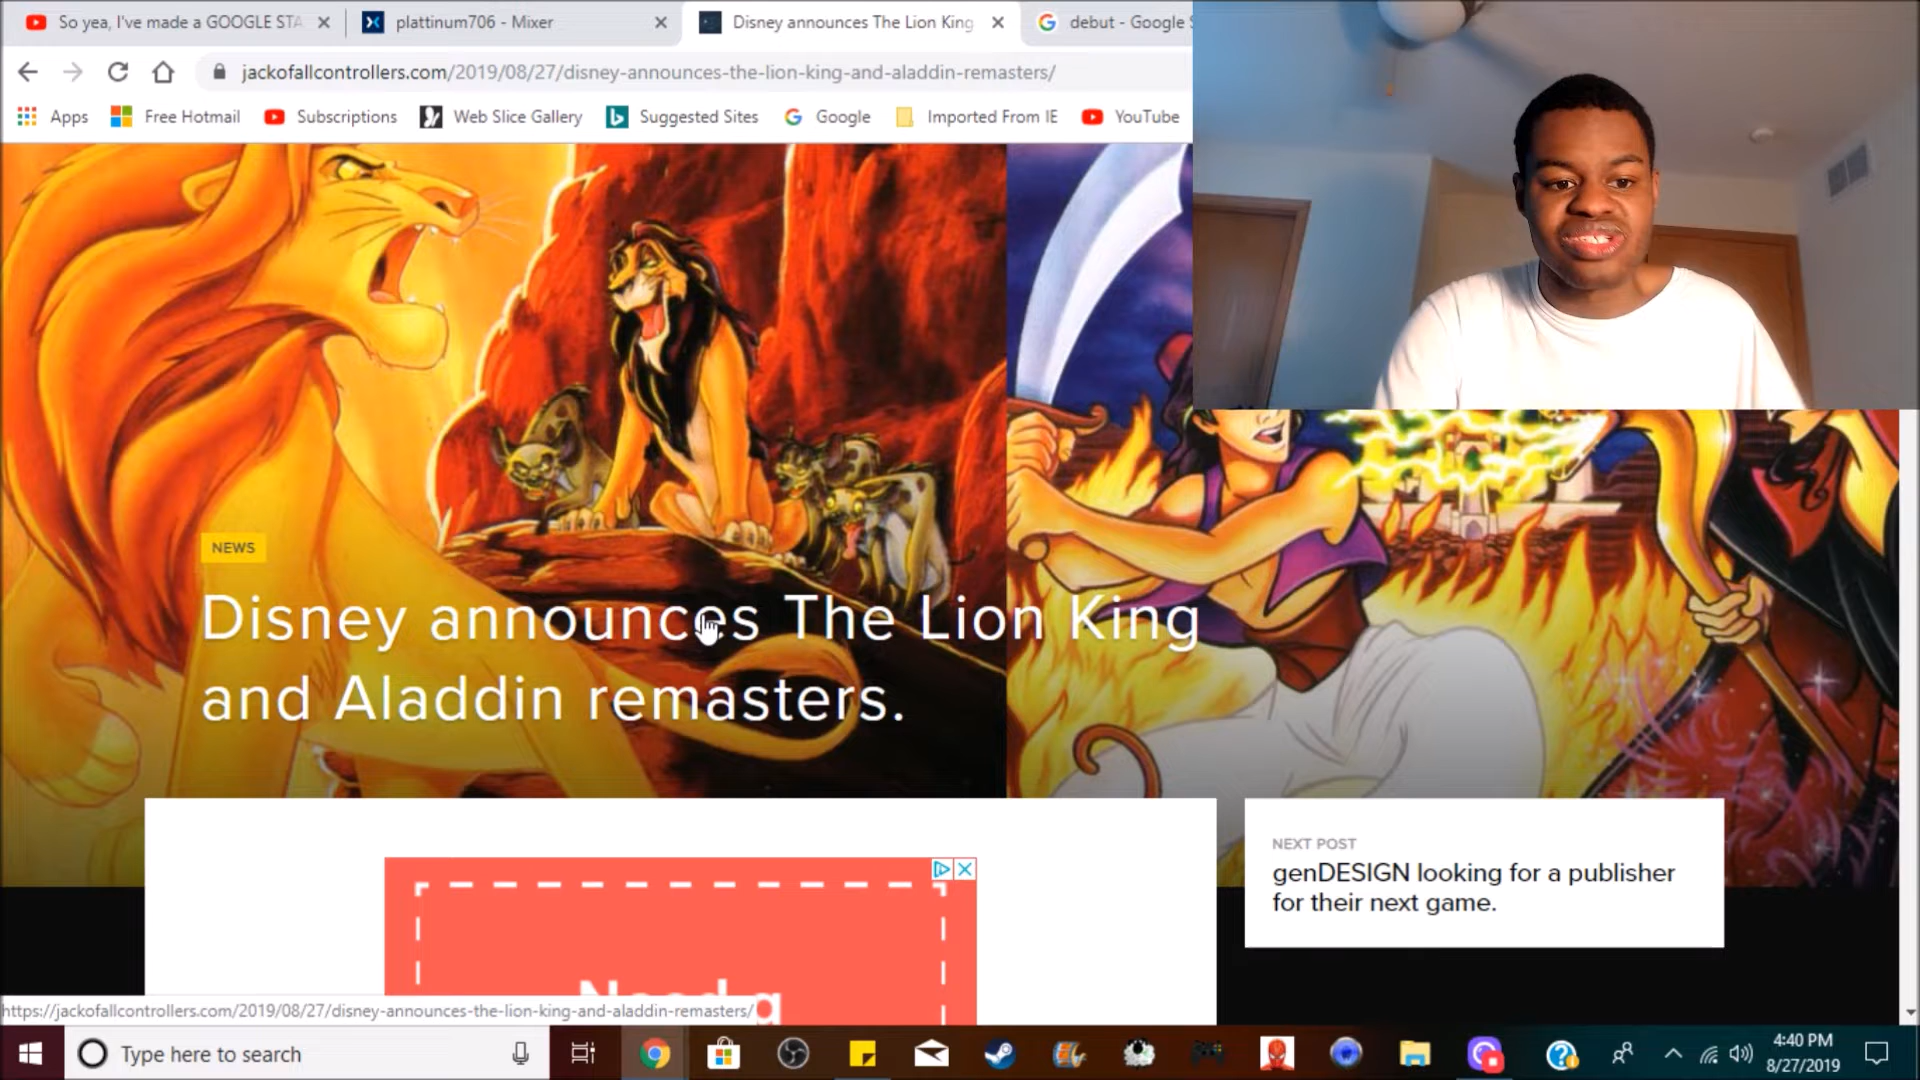 So yea, I've made a GOOGLE STA
plattinum706 - Mixer
Disney announces The Lion King
debut - Google S
jackofallcontrollers.com/2019/08/27/disney-announces-the-lion-king-and-aladdin-remasters/
Apps
Free Hotmail
Subscriptions
Web Slice Gallery
Suggested Sites
Google
Imported From IE
YouTube
NEWS
Disney announces The Lion King
and Aladdin remasters.
NEXT POST
genDESIGN looking for a publisher
for their next game.
https://jackofallcontrollers.com/2019/08/27/disney-announces-the-lion-king-and-aladdin-remasters/
Type here to search
4:40 PM
8/27/2019